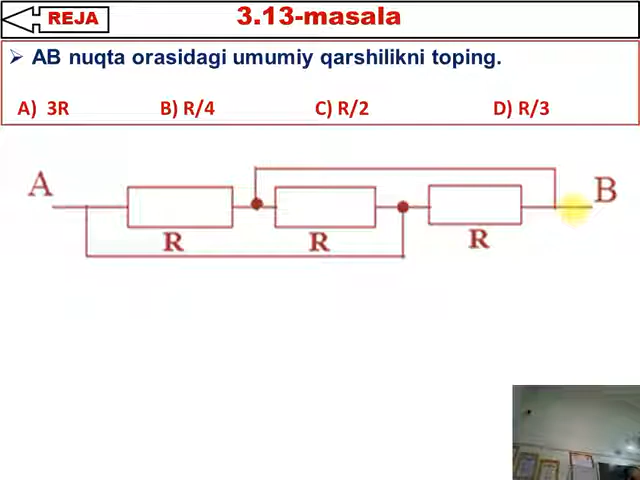 REJA
3.13-masala
AB nuqta orasidagi umumiy qarshilikni toping.
A) 3R B) R/4 C) R/2 D) R/3
A B
R R R